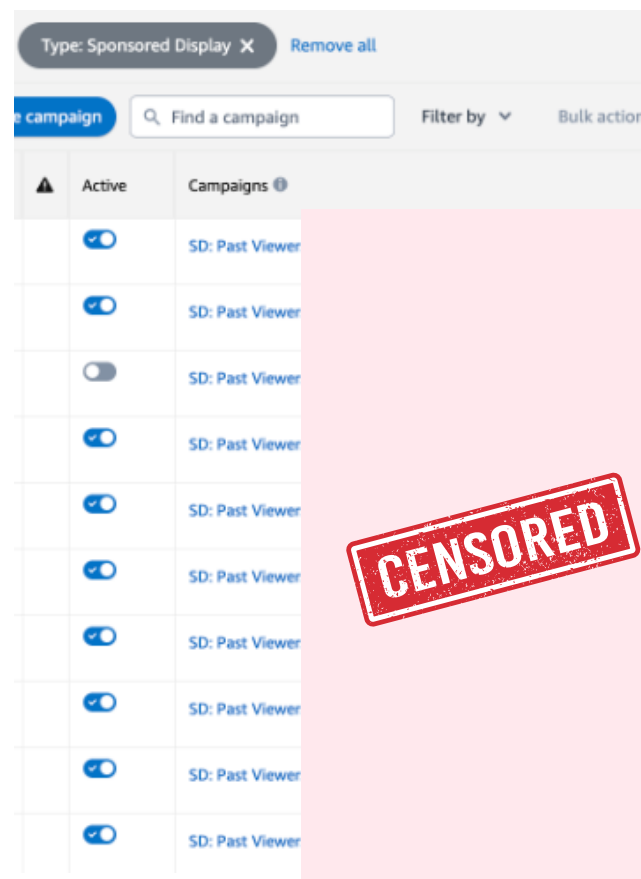 Type: Sponsored Display ✕ Remove all
e campaign Find a campaign Filter by Bulk action
Active Campaigns
SD: Past Viewer
SD: Past Viewer
SD: Past Viewer
SD: Past Viewer
SD: Past Viewer
SD: Past Viewer
SD: Past Viewer
SD: Past Viewer
SD: Past Viewer
SD: Past Viewer
CENSORED